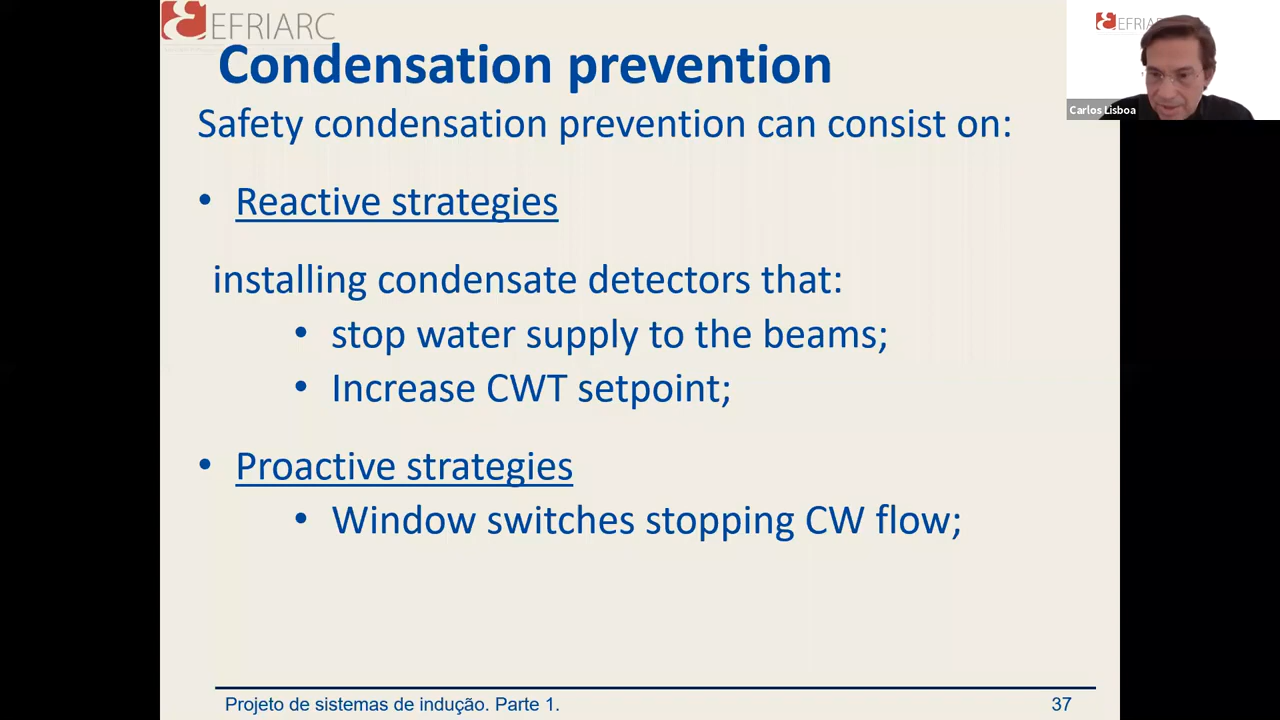 EFRIARC
Condensation prevention
Safety condensation prevention can consist on:
• Reactive strategies
installing condensate detectors that:
• stop water supply to the beams;
• Increase CWT setpoint;
• Proactive strategies
• Window switches stopping CW flow;
Projeto de sistemas de indução. Parte 1.
37
EFRIARC
Carlos Lisboa